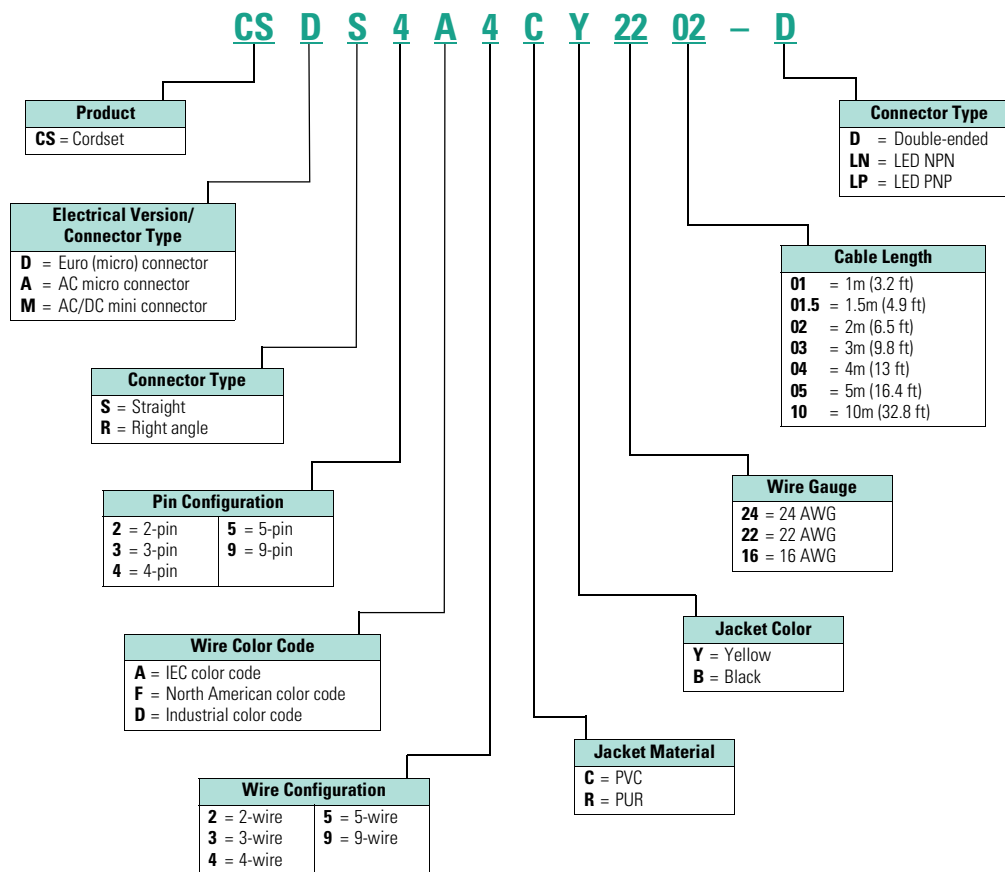 CS D S 4 A 4 C Y 22 02 – D
Product
CS = Cordset
Connector Type
D = Double-ended
LN = LED NPN
LP = LED PNP
Electrical Version/
Connector Type
D = Euro (micro) connector
A = AC micro connector
M = AC/DC mini connector
Cable Length
01 = 1m (3.2 ft)
01.5 = 1.5m (4.9 ft)
02 = 2m (6.5 ft)
03 = 3m (9.8 ft)
04 = 4m (13 ft)
05 = 5m (16.4 ft)
10 = 10m (32.8 ft)
Connector Type
S = Straight
R = Right angle
Pin Configuration
2 = 2-pin
3 = 3-pin
4 = 4-pin
5 = 5-pin
9 = 9-pin
Wire Gauge
24 = 24 AWG
22 = 22 AWG
16 = 16 AWG
Wire Color Code
A = IEC color code
F = North American color code
D = Industrial color code
Jacket Color
Y = Yellow
B = Black
Wire Configuration
2 = 2-wire
3 = 3-wire
4 = 4-wire
5 = 5-wire
9 = 9-wire
Jacket Material
C = PVC
R = PUR